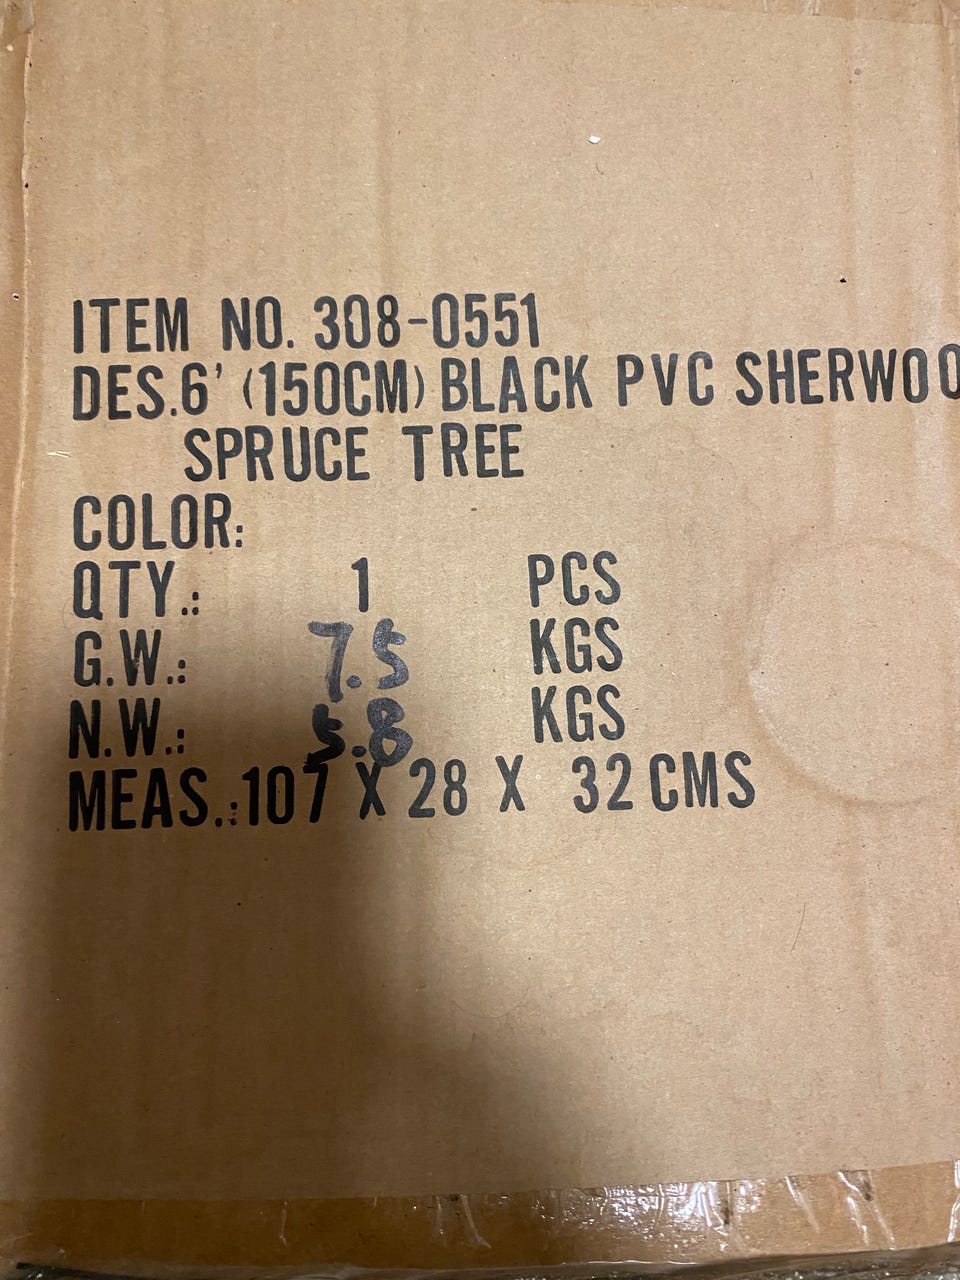 ITEM NO. 308-0551
DES.6' (150CM) BLACK PVC SHERWOO
SPRUCE TREE
COLOR:
QTY.: 1 PCS
G.W.: 7.5 KGS
N.W.: 5.8 KGS
MEAS.:107 X 28 X 32 CMS